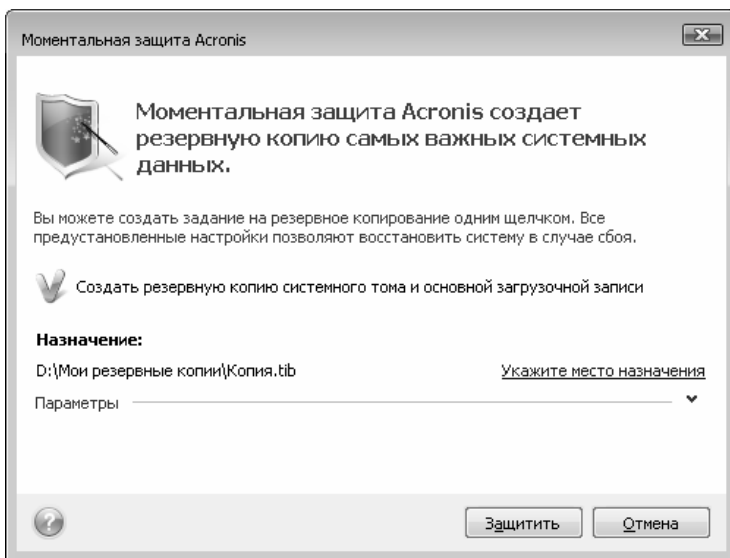 Моментальная защита Acronis
Моментальная защита Acronis создает
резервную копию самых важных системных
данных.
Вы можете создать задание на резервное копирование одним щелчком. Все
предустановленные настройки позволяют восстановить систему в случае сбоя.
Создать резервную копию системного тома и основной загрузочной записи
Назначение:
D:\Мои резервные копии\Копия.tib Укажите место назначения
Параметры
Защитить Отмена